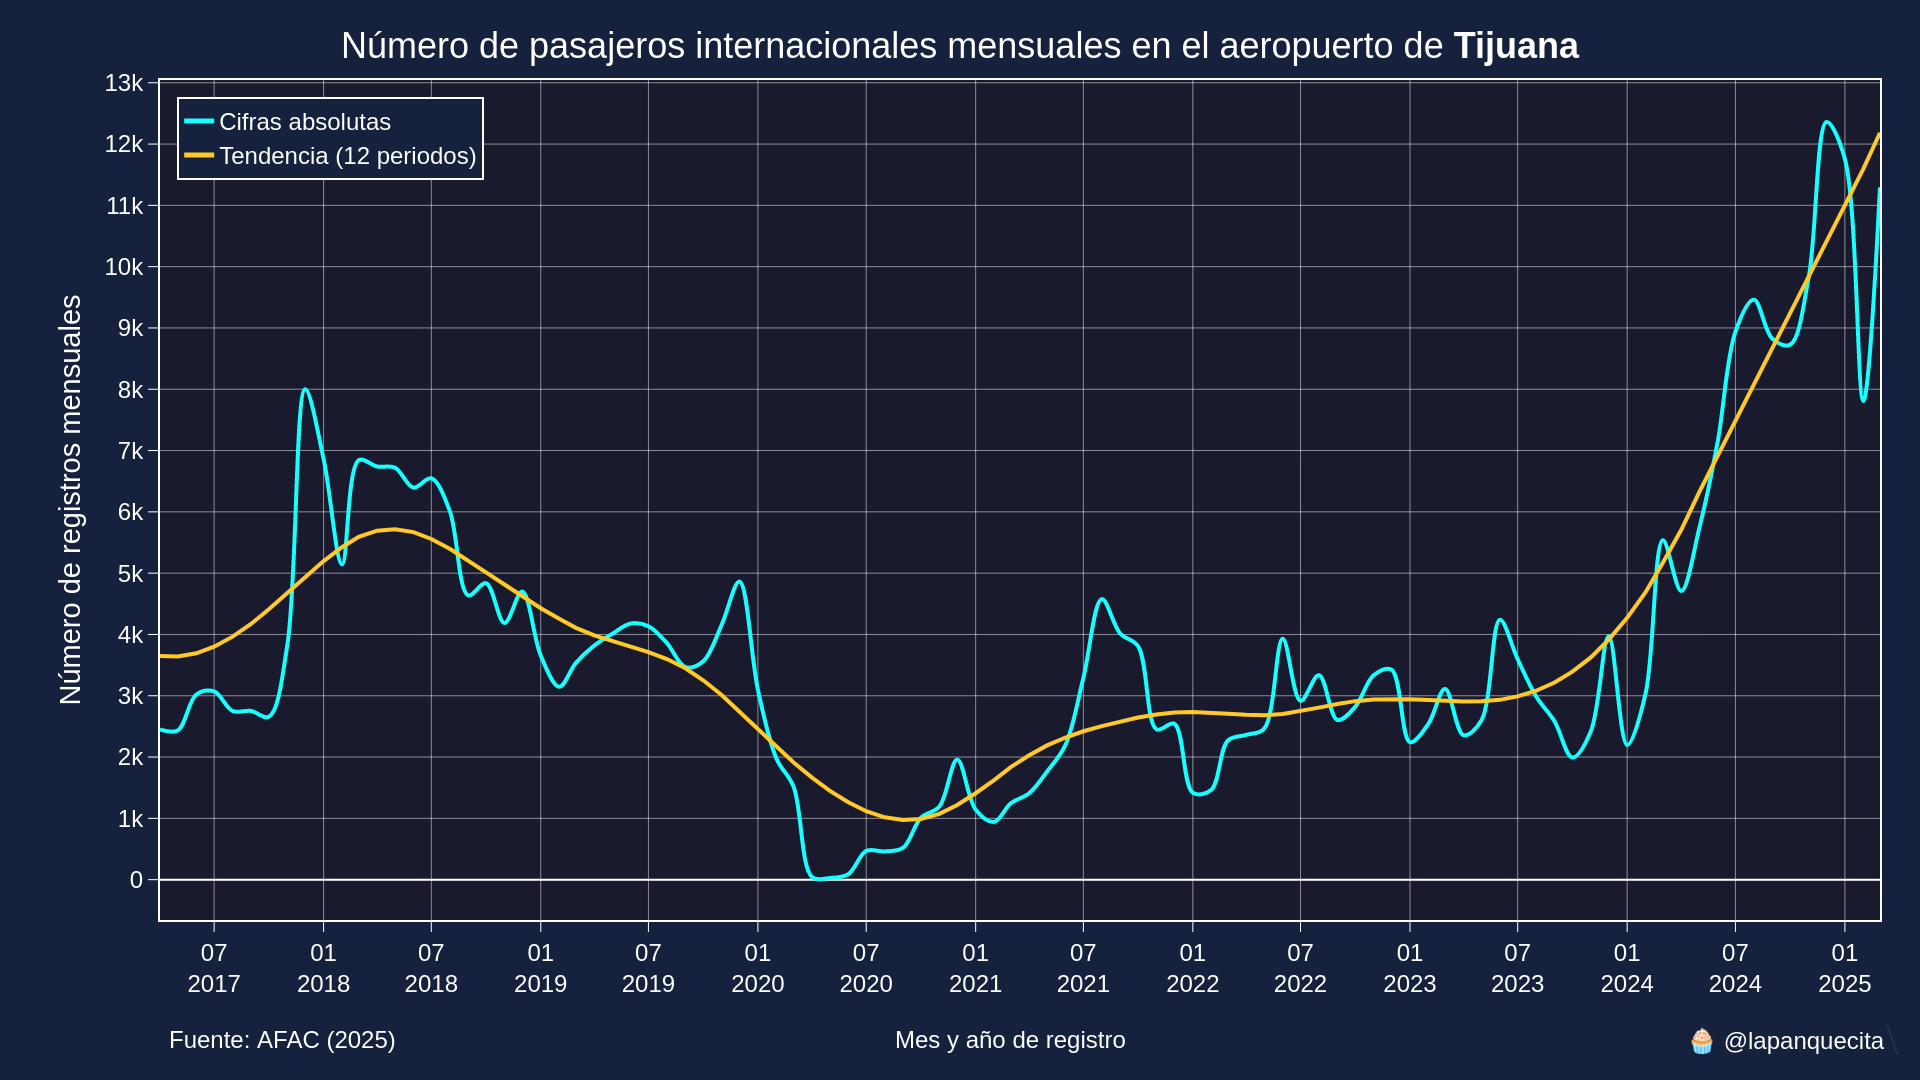 Número de pasajeros internacionales mensuales en el aeropuerto de Tijuana
Cifras absolutas
Tendencia (12 periodos)
Número de registros mensuales
13k
12k
11k
10k
9k
8k
7k
6k
5k
4k
3k
2k
1k
0
07 01 07 01 07 01 07 01 07 01 07 01 07 01 07 01
2017 2018 2018 2019 2019 2020 2020 2021 2021 2022 2022 2023 2023 2024 2024 2025
Fuente: AFAC (2025)
Mes y año de registro
🧁 @lapanquecita